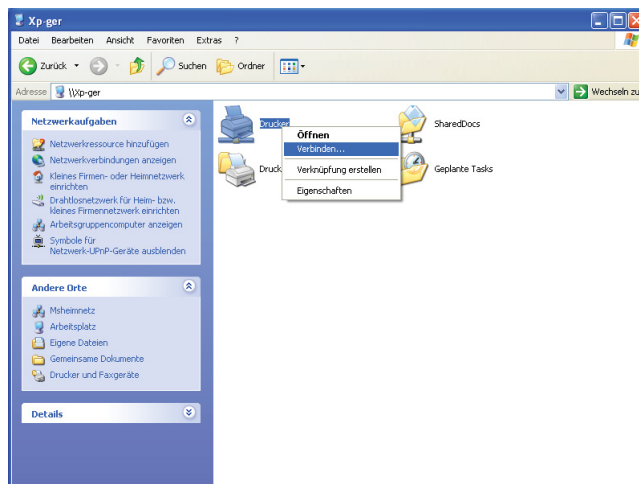 Xp-ger
Datei Bearbeiten Ansicht Favoriten Extras ?
Zurück Suchen Ordner
Adresse \\Xp-ger Wechseln zu
Netzwerkaufgaben
Netzwerkressource hinzufügen
Netzwerkverbindungen anzeigen
Kleines Firmen- oder Heimnetzwerk
einrichten
Drahtlosnetzwerk für Heim- bzw.
kleines Firmennetzwerk einrichten
Arbeitsgruppencomputer anzeigen
Symbole für
Netzwerk-UPnP-Geräte ausblenden
Andere Orte
Msheimnetz
Arbeitsplatz
Eigene Dateien
Gemeinsame Dokumente
Drucker und Faxgeräte
Details
Drucker
SharedDocs
Druck
Geplante Tasks
Öffnen
Verbinden...
Verknüpfung erstellen
Eigenschaften